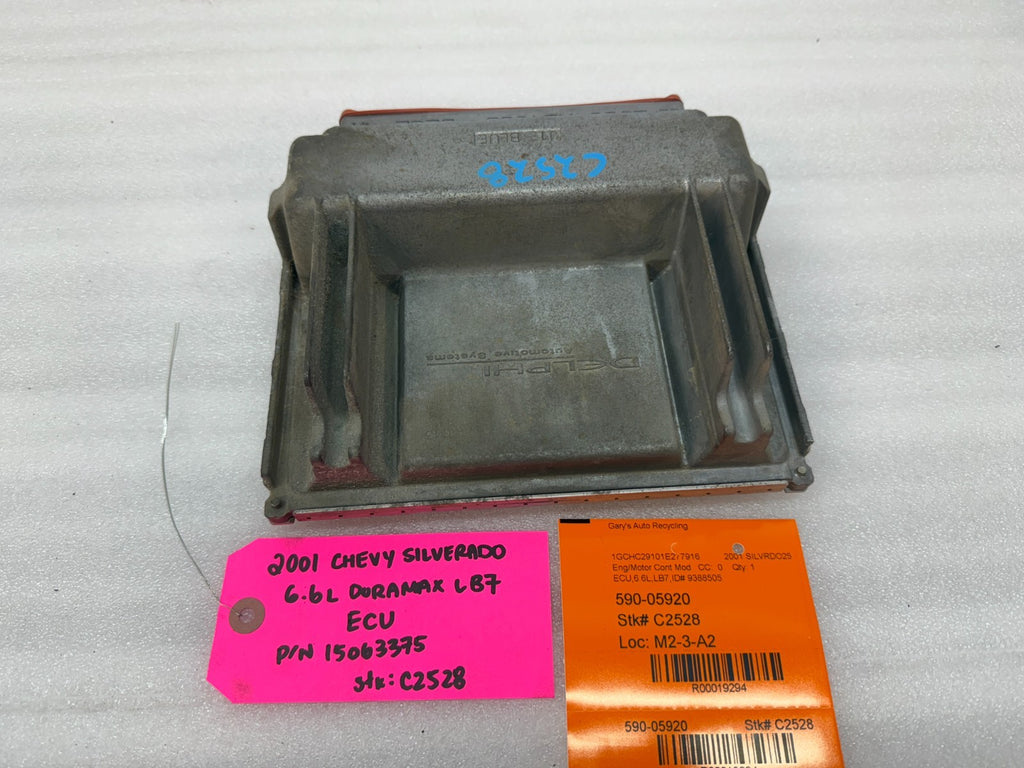 J1 BLUE
C2528
DELPHI
Automotive Systems
2001 CHEVY SILVERADO
6.6L DURAMAX LB7
ECU
P/N 15063375
stk: C2528
Gary's Auto Recycling
2001 SILVRDO25
Eng/Motor Cont Mod CC: 0 Qty 1
ECU,6.6L,LB7,ID# 9388505
590-05920
Stk# C2528
Loc: M2-3-A2
R00019294
590-05920 Stk# C2528